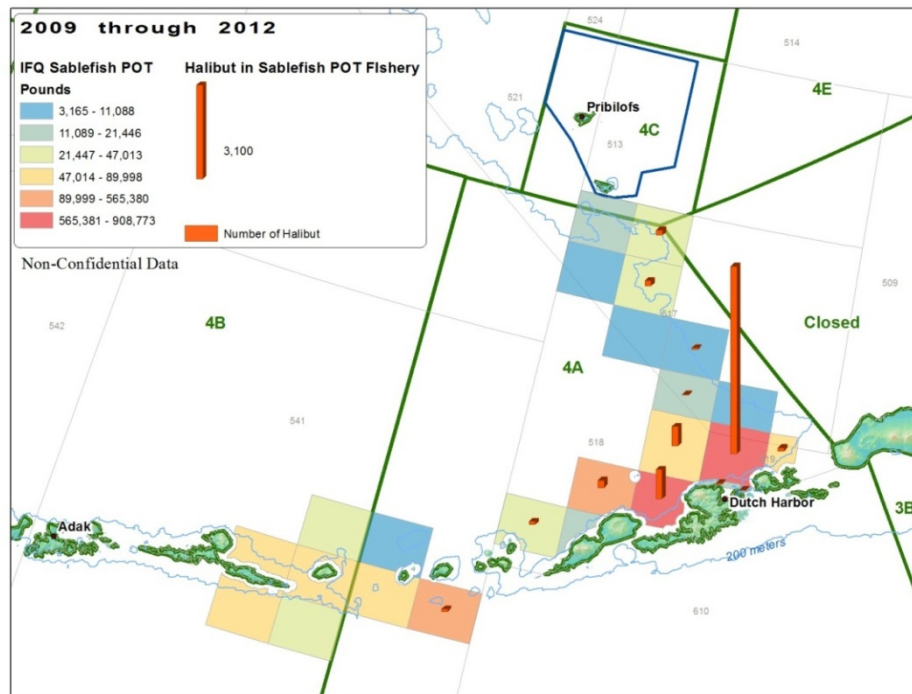 2009 through 2012
IFQ Sablefish POT
Pounds
3,165 - 11,088
11,089 - 21,446
21,447 - 47,013
47,014 - 89,998
89,999 - 565,380
565,381 - 908,773
Halibut in Sablefish POT FIshery
3,100
Number of Halibut
Non-Confidential Data
524
514
4E
521
Pribilofs
4C
513
509
517
542
4B
Closed
4A
541
518
19
Adak
Dutch Harbor
3B
200 meters
610